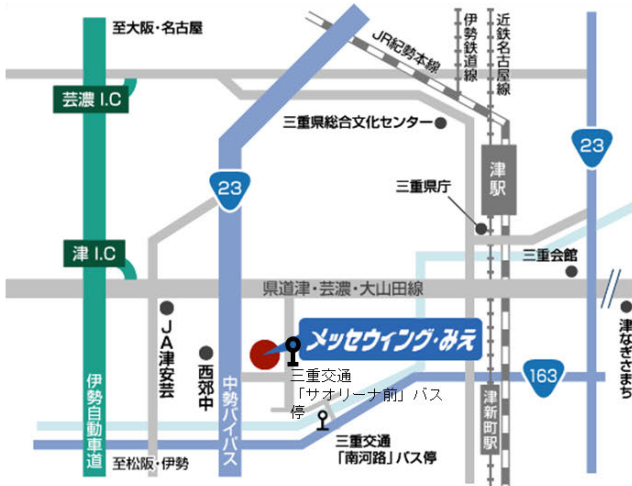 至大阪・名古屋
芸濃 I.C
JR紀勢本線
伊勢鉄道線
近鉄名古屋線
三重県総合文化センター
23
23
津駅
三重県庁
津 I.C
三重会館
県道津・芸濃・大山田線
JA津安芸
西郊中
メッセウィング・みえ
津なぎさまち
三重交通
「サオリーナ前」バス
停
163
伊勢自動車道
中勢バイパス
津新町駅
三重交通
「南河路」バス停
至松阪・伊勢